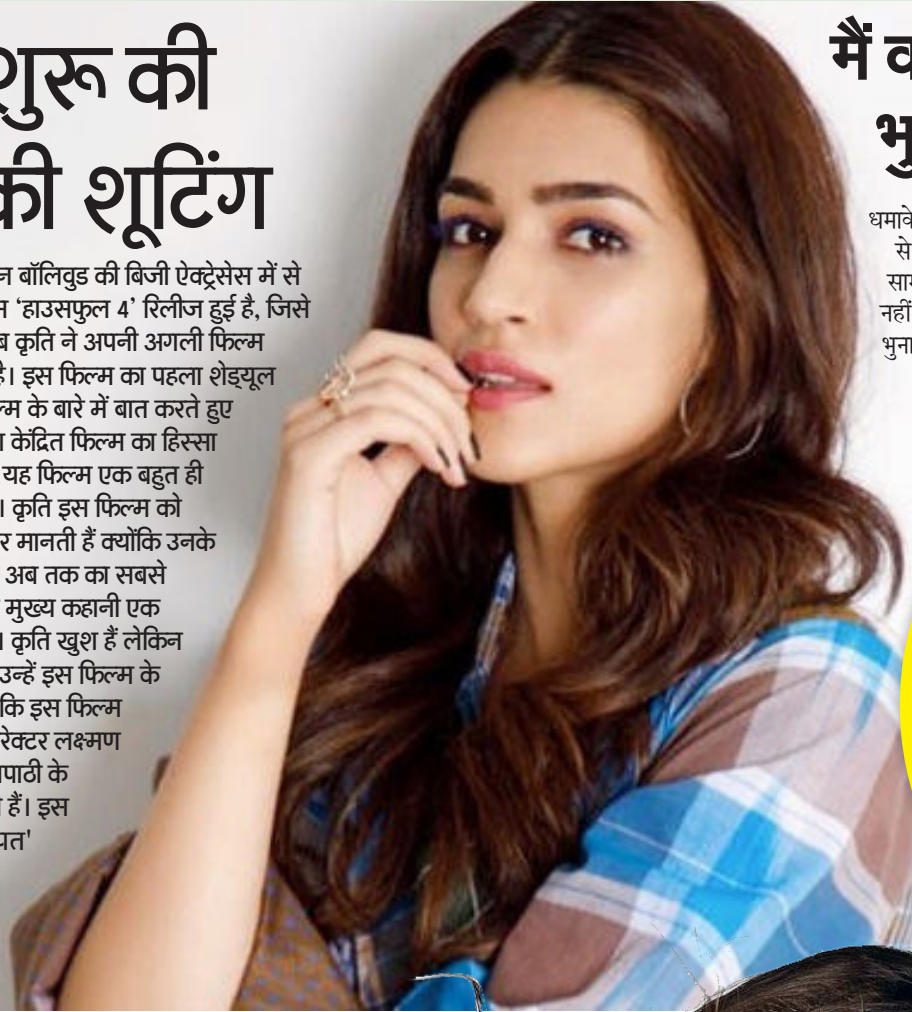 शुरू की
की शूटिंग
न बॉलिवुड की बिजी ऐक्ट्रेसेस में से
‘हाउसफुल 4’ रिलीज हुई है, जिसे
ब कृति ने अपनी अगली फिल्म
है। इस फिल्म का पहला शेड्यूल
ल्म के बारे में बात करते हुए
केंद्रित फिल्म का हिस्सा
यह फिल्म एक बहुत ही
। कृति इस फिल्म को
र मानती हैं क्योंकि उनके
अब तक का सबसे
मुख्य कहानी एक
। कृति खुश हैं लेकिन
उन्हें इस फिल्म के
कि इस फिल्म
रेक्टर लक्ष्मण
पाठी के
हैं। इस
पत'
मैं
भु
धमाके
से
नहीं
भुना